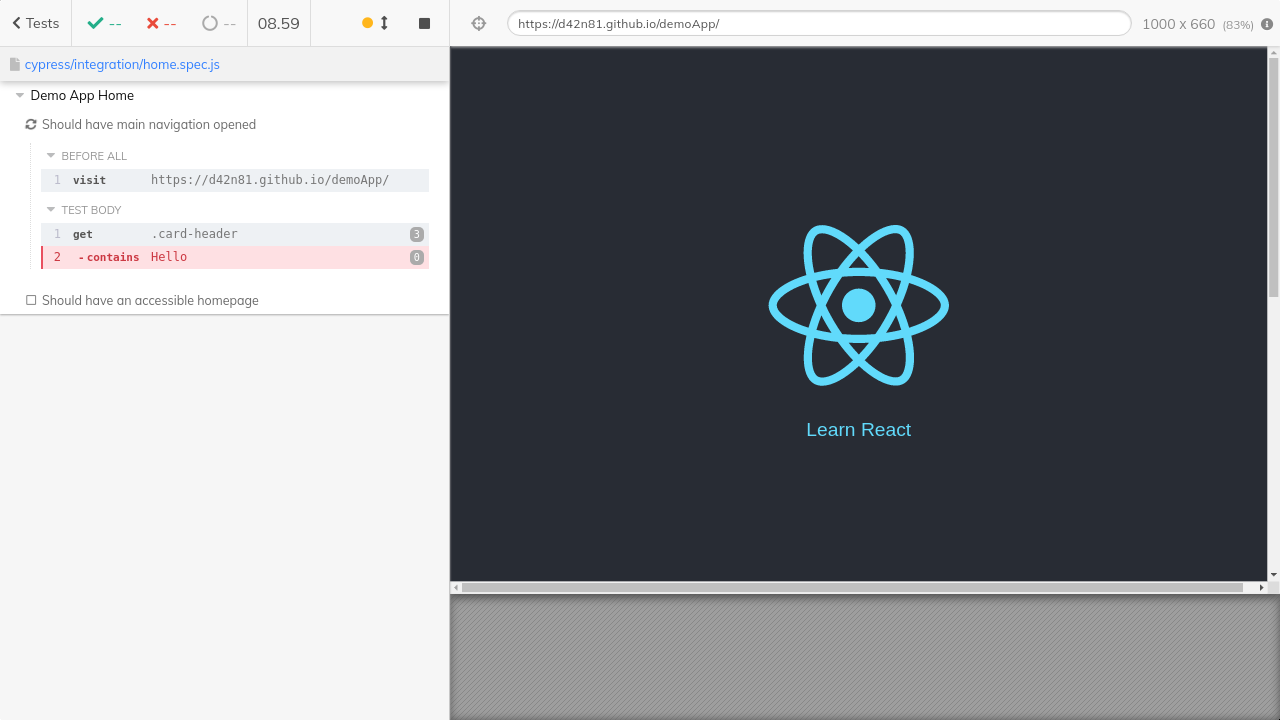 Tests -- -- -- 08.59
https://d42n81.github.io/demoApp/ 1000 x 660 (83%)
cypress/integration/home.spec.js
Demo App Home
Should have main navigation opened
BEFORE ALL
1 visit https://d42n81.github.io/demoApp/
TEST BODY
1 get .card-header 3
2 -contains Hello 0
Should have an accessible homepage
Learn React